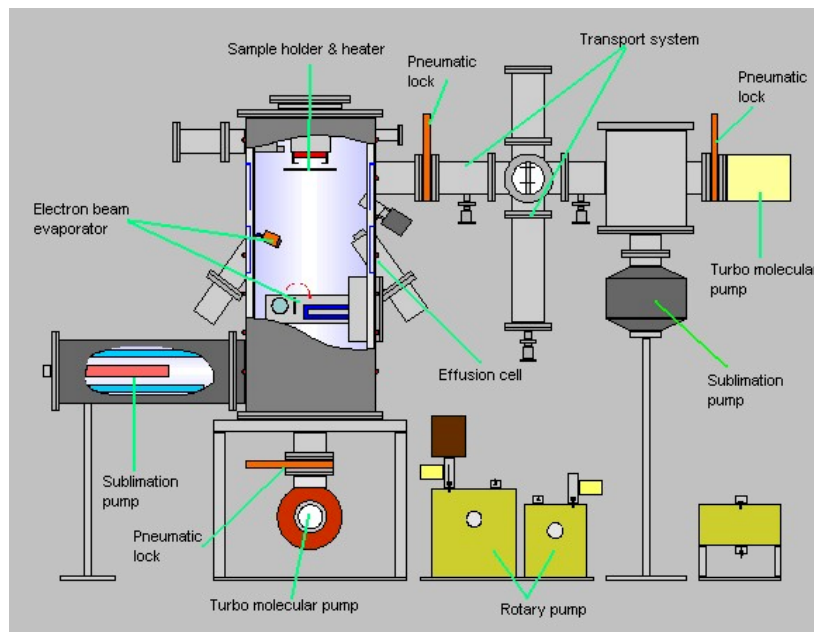 Sample holder & heater
Transport system
Pneumatic
lock
Pneumatic
lock
Electron beam
evaporator
Turbo molecular
pump
Effusion cell
Sublimation
pump
Sublimation
pump
Pneumatic
lock
Turbo molecular pump
Rotary pump